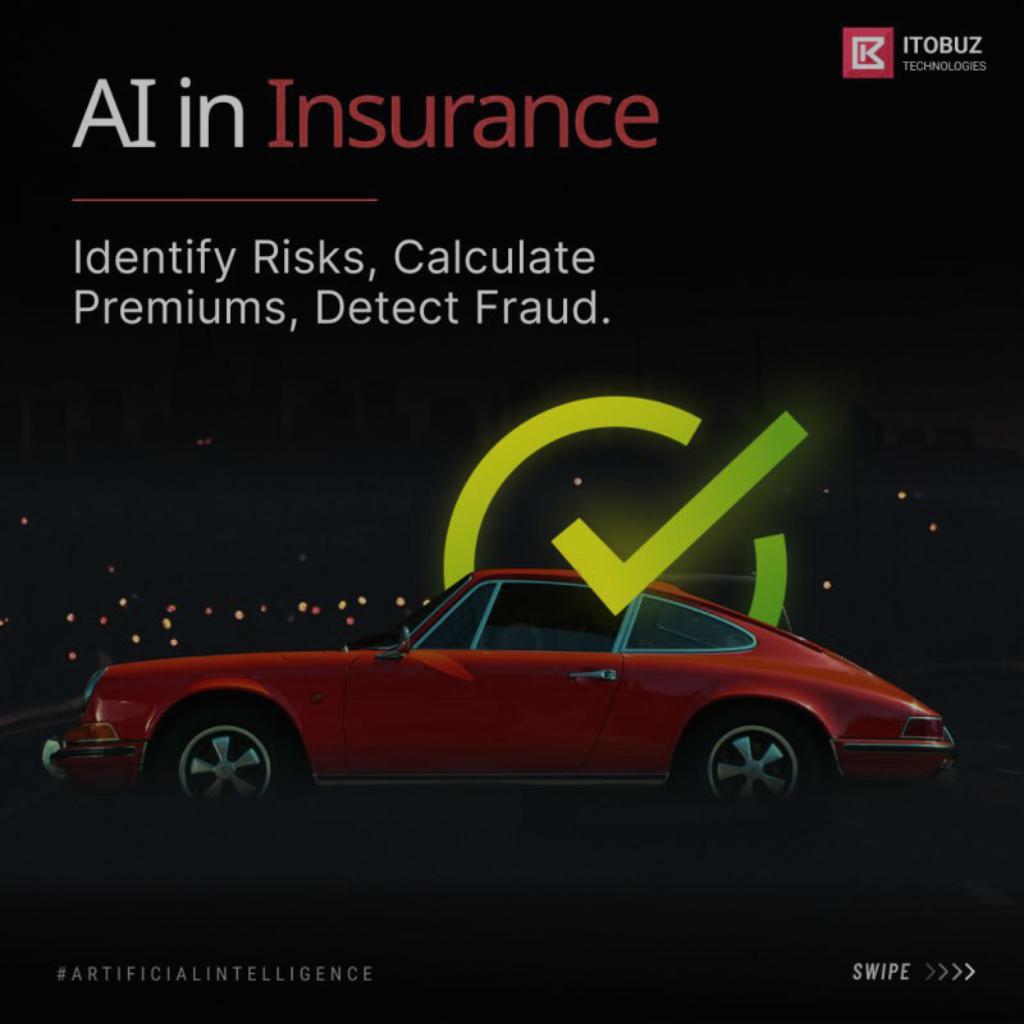 ITOBUZ
TECHNOLOGIES
AI in Insurance
Identify Risks, Calculate
Premiums, Detect Fraud.
#ARTIFICIALINTELLIGENCE
SWIPE